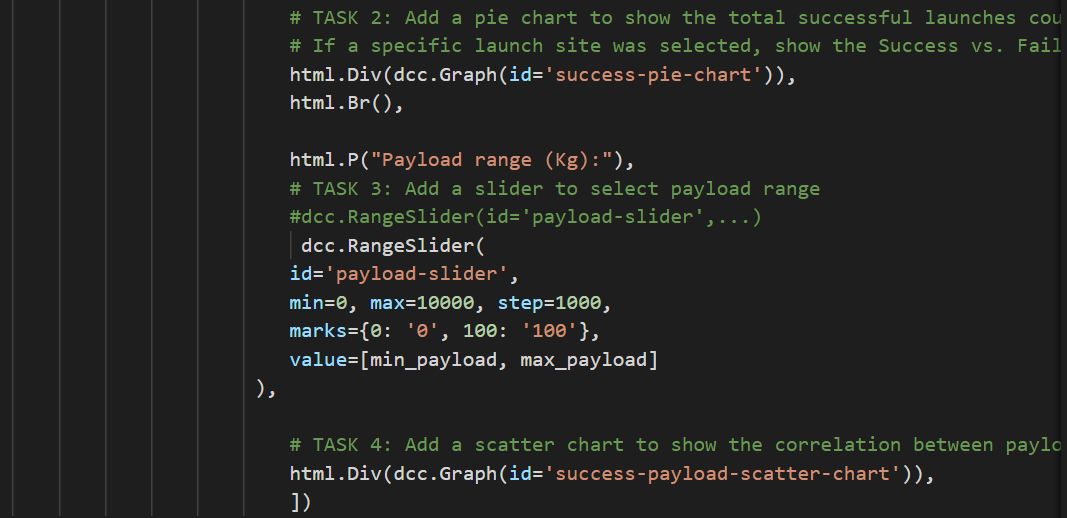 # TASK 2: Add a pie chart to show the total successful launches cou
# If a specific launch site was selected, show the Success vs. Fail
html.Div(dcc.Graph(id='success-pie-chart')),
html.Br(),
html.P("Payload range (Kg):"),
# TASK 3: Add a slider to select payload range
#dcc.RangeSlider(id='payload-slider',...)
dcc.RangeSlider(
id='payload-slider',
min=0, max=10000, step=1000,
marks={0: '0', 100: '100'},
value=[min_payload, max_payload]
),
# TASK 4: Add a scatter chart to show the correlation between paylo
html.Div(dcc.Graph(id='success-payload-scatter-chart')),
])